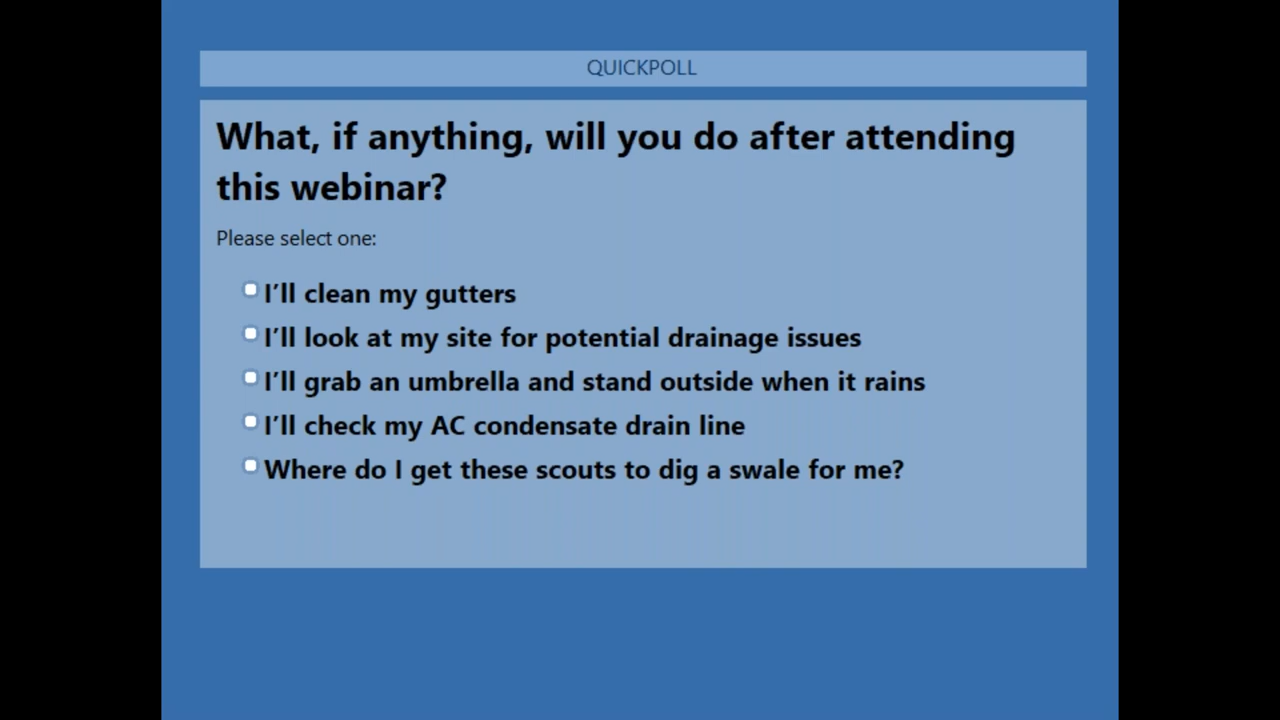 QUICKPOLL
What, if anything, will you do after attending
this webinar?
Please select one:
I’ll clean my gutters
I’ll look at my site for potential drainage issues
I’ll grab an umbrella and stand outside when it rains
I’ll check my AC condensate drain line
Where do I get these scouts to dig a swale for me?